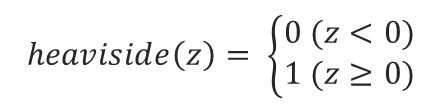 heaviside(z) = {0 (z < 0)
1 (z ≥ 0)